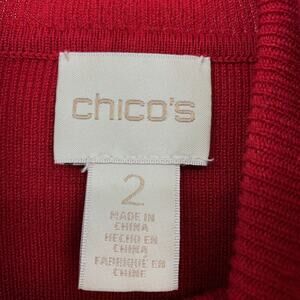 chico's
2
MADE IN
CHINA
HECHO EN
CHINA
FABRIQUÉ EN
CHINE